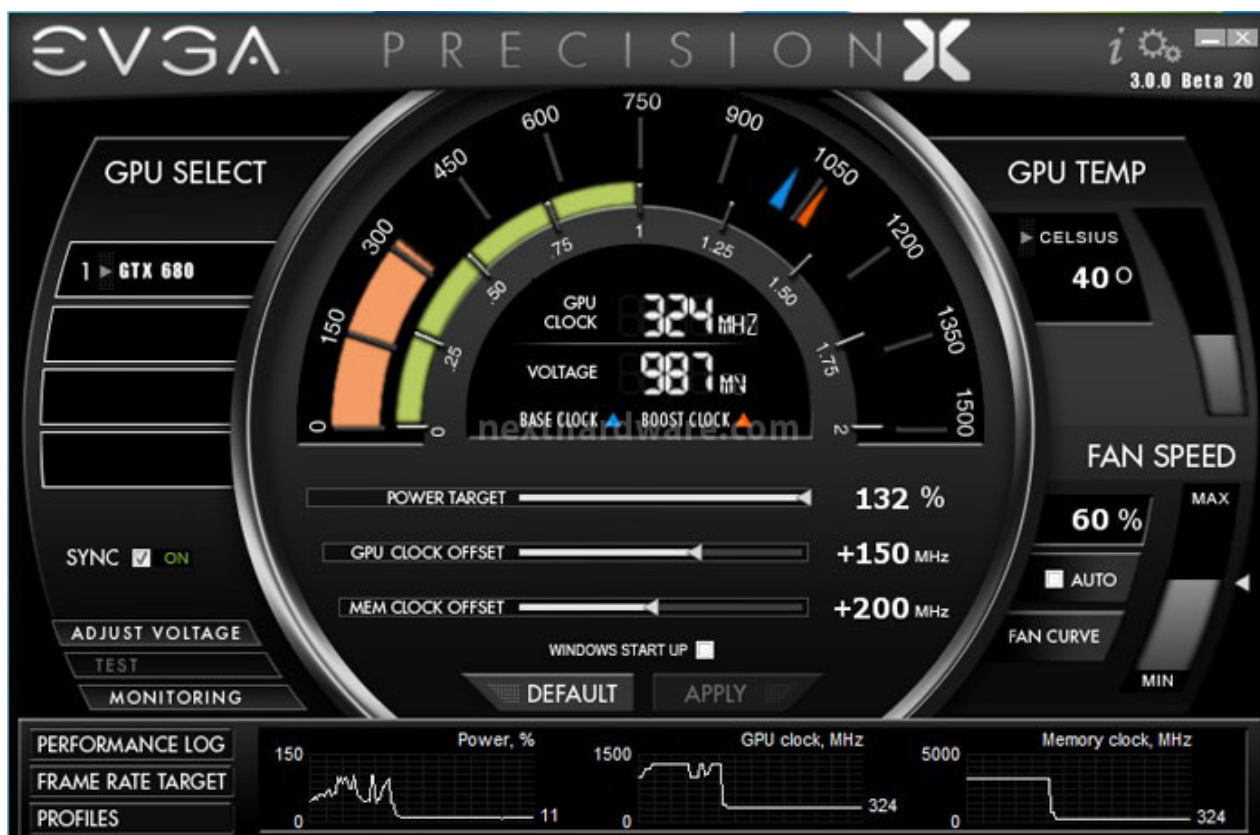 EVGA PRECISION X
i
3.0.0 Beta 20
GPU SELECT
1 GTX 680
SYNC ON
ADJUST VOLTAGE
TEST
MONITORING
0 150 300 450 600 750 900 1050 1200 1350 1500
0 .25 .50 .75 1 1.25 1.50 1.75 2
GPU CLOCK 324 MHZ
VOLTAGE 987 MV
BASE CLOCK BOOST CLOCK
nexthardware.com
POWER TARGET 132 %
GPU CLOCK OFFSET +150 MHz
MEM CLOCK OFFSET +200 MHz
WINDOWS START UP
DEFAULT APPLY
GPU TEMP
CELSIUS
40°
FAN SPEED
MAX
60 %
AUTO
FAN CURVE
MIN
PERFORMANCE LOG
FRAME RATE TARGET
PROFILES
Power, %
150
0
11
GPU clock, MHz
1500
0
324
Memory clock, MHz
5000
0
324